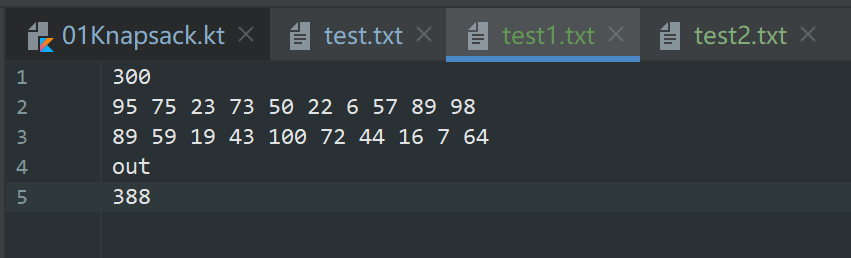 01Knapsack.kt × test.txt × test1.txt × test2.txt ×
1 300
2 95 75 23 73 50 22 6 57 89 98
3 89 59 19 43 100 72 44 16 7 64
4 out
5 388